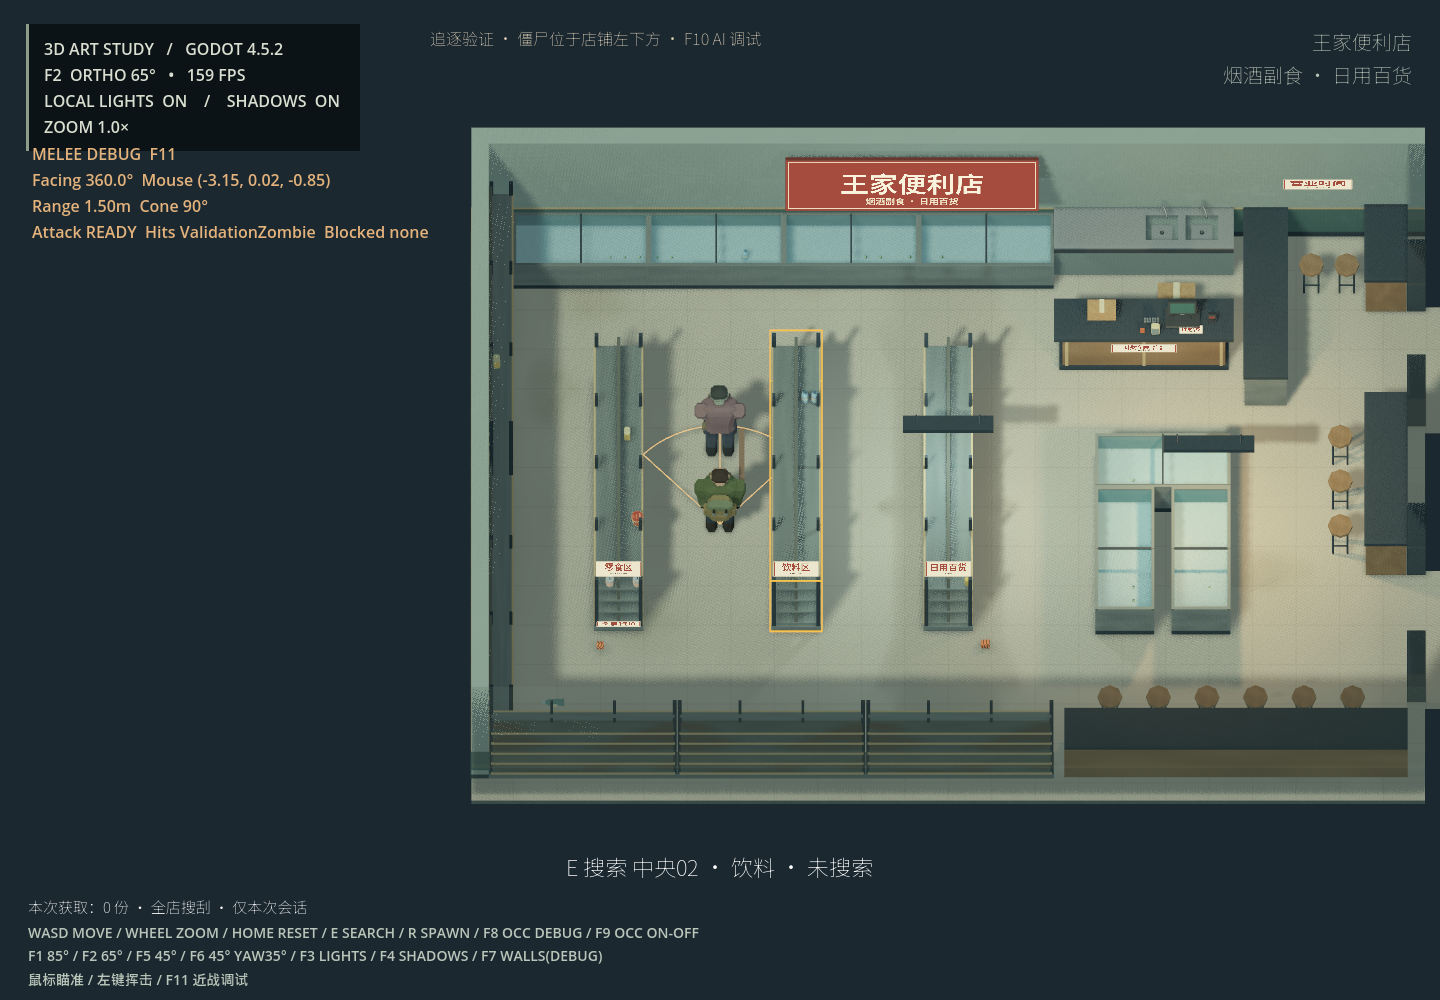 3D ART STUDY / GODOT 4.5.2
F2 ORTHO 65° • 159 FPS
LOCAL LIGHTS ON / SHADOWS ON
ZOOM 1.0×
MELEE DEBUG F11
Facing 360.0° Mouse (-3.15, 0.02, -0.85)
Range 1.50m Cone 90°
Attack READY Hits ValidationZombie Blocked none
追逐验证 · 僵尸位于店铺左下方 · F10 AI 调试
王家便利店
烟酒副食 · 日用百货
王家便利店
烟酒副食 · 日用百货
零食区
饮料区
日用百货
E 搜索 中央02 · 饮料 · 未搜索
本次获取：0 份 · 全店搜刮 · 仅本次会话
WASD MOVE / WHEEL ZOOM / HOME RESET / E SEARCH / R SPAWN / F8 OCC DEBUG / F9 OCC ON-OFF
F1 85° / F2 65° / F5 45° / F6 45° YAW35° / F3 LIGHTS / F4 SHADOWS / F7 WALLS(DEBUG)
鼠标瞄准 / 左键挥击 / F11 近战调试